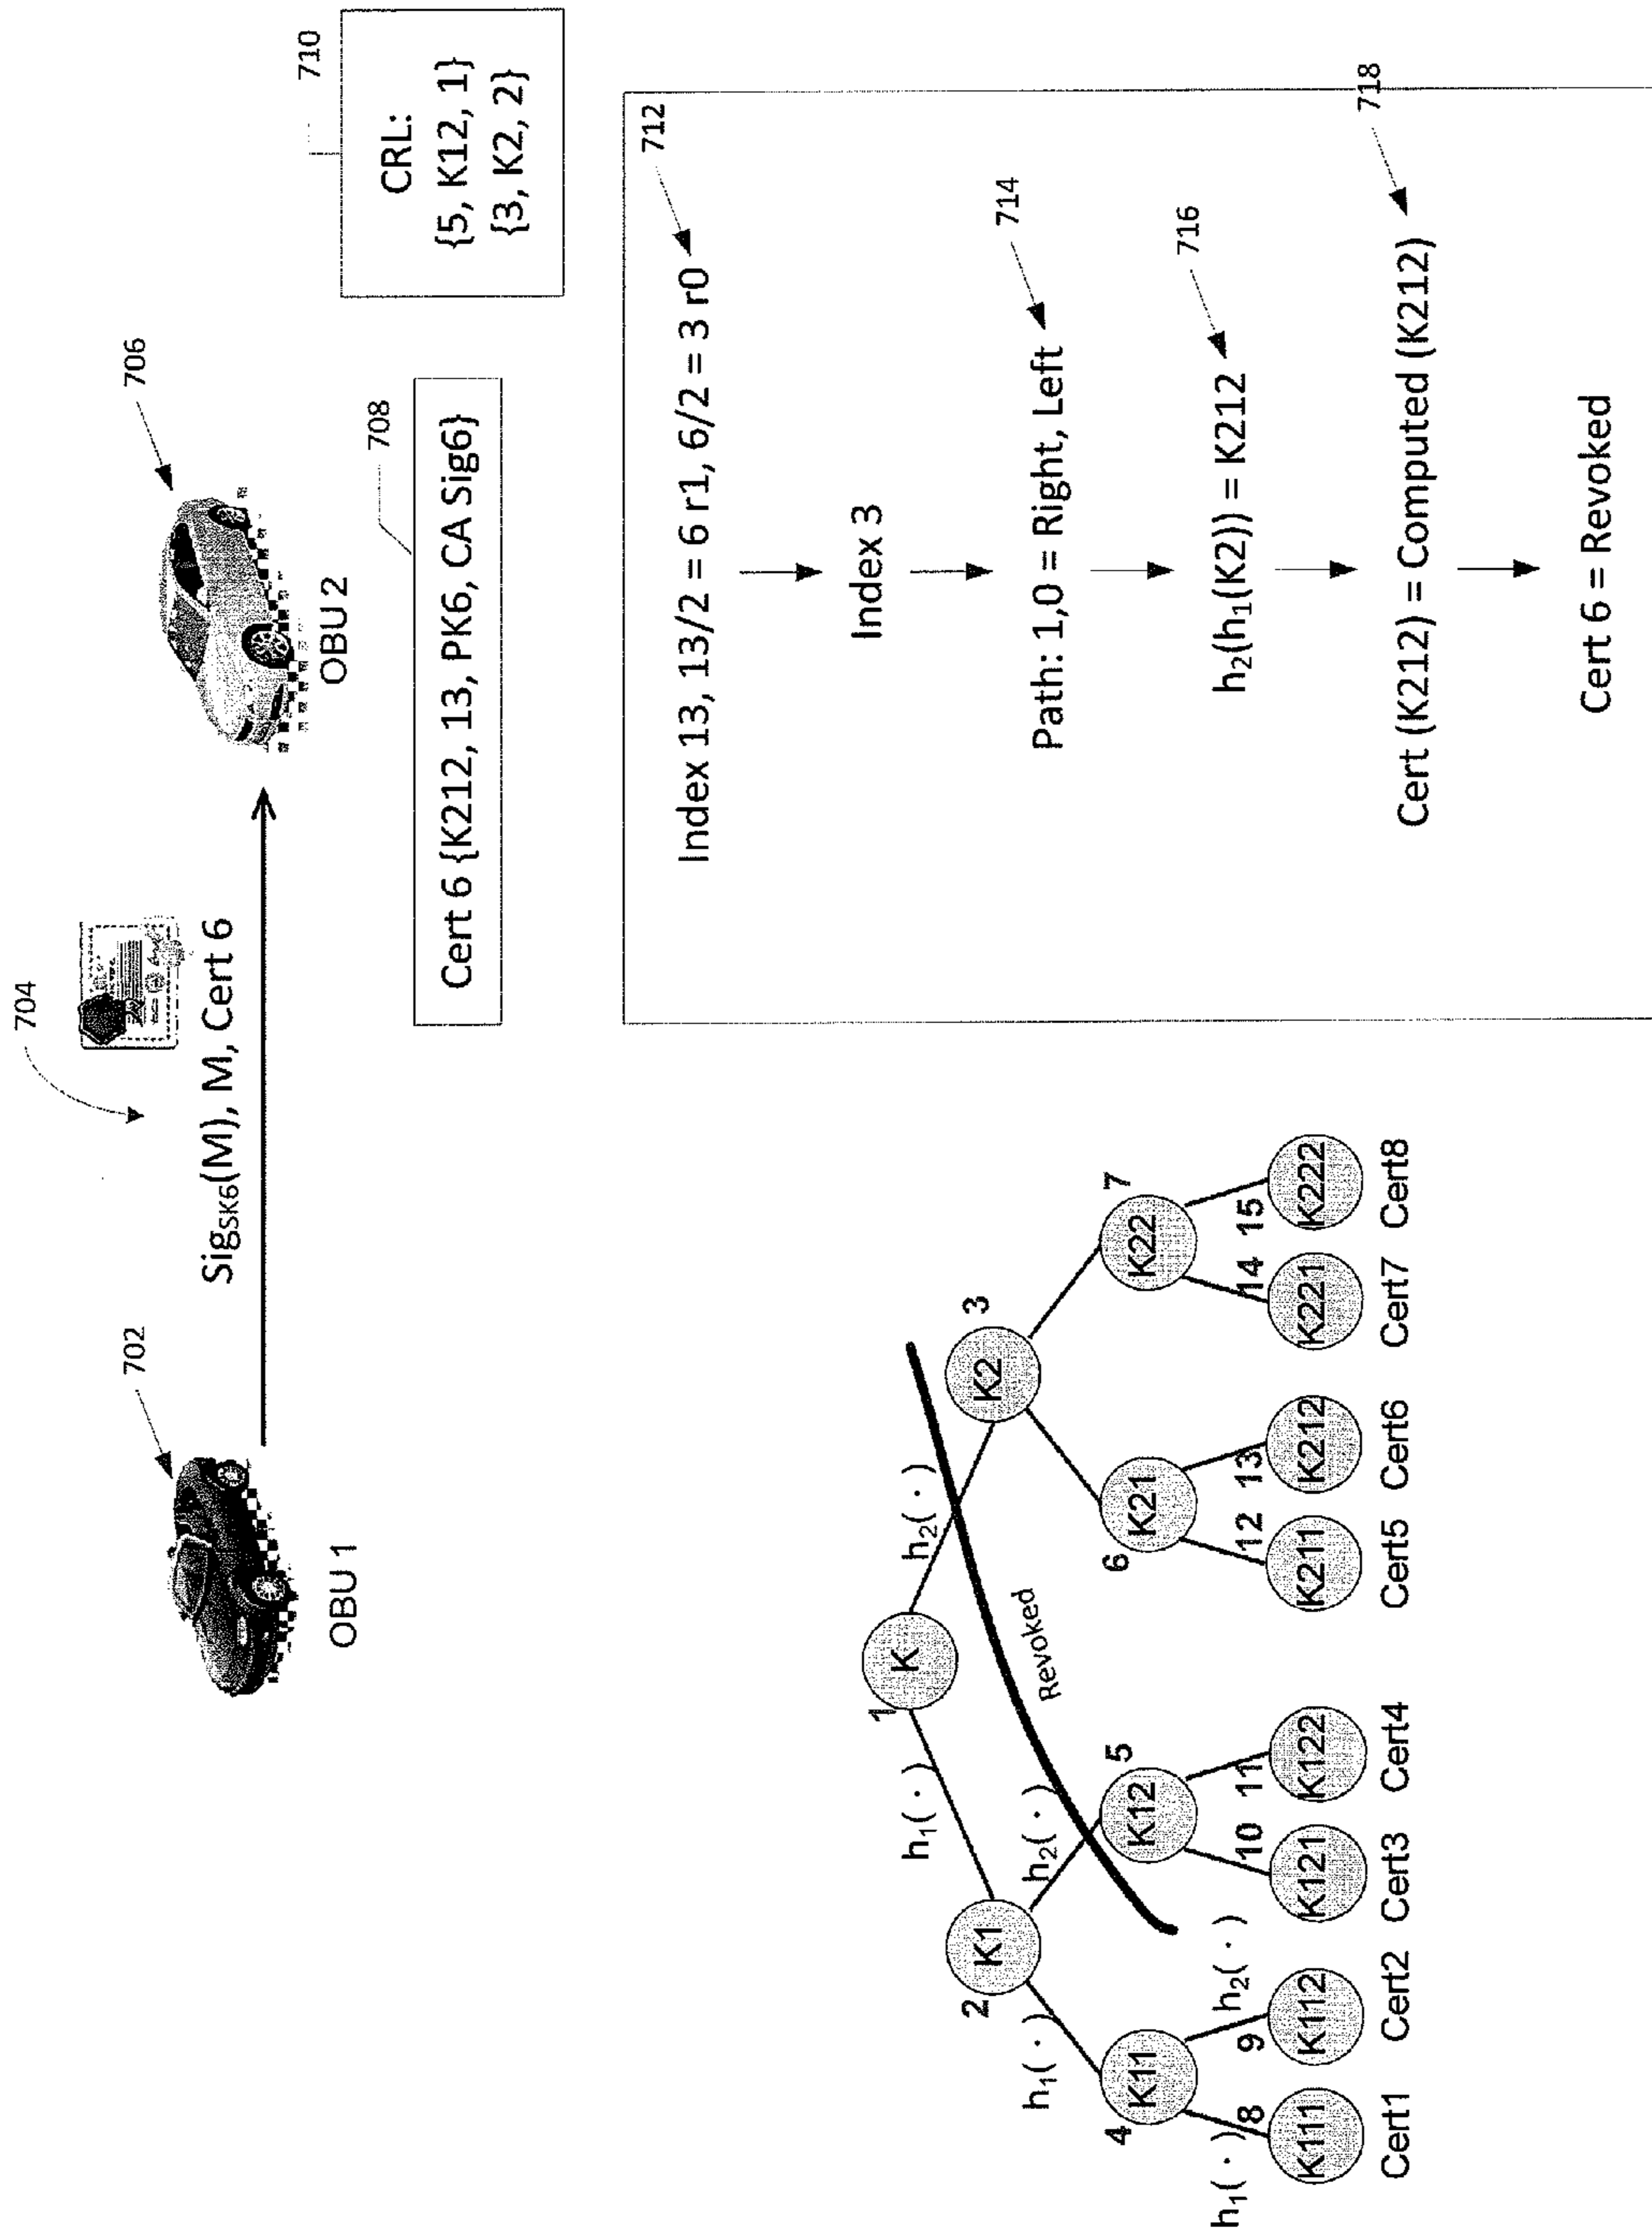 702
704
706
Sig_SK6(M), M, Cert 6
OBU 1
OBU 2
708
Cert 6 {K212, 13, PK6, CA Sig6}
710
CRL:
{5, K12, 1}
{3, K2, 2}
712
Index 13, 13/2 = 6 r1, 6/2 = 3 r0
Index 3
714
Path: 1,0 = Right, Left
716
h₂(h₁(K2)) = K212
718
Cert (K212) = Computed (K212)
Cert 6 = Revoked
1
K
h₁( · )
h₂( · )
2
K1
3
K2
Revoked
h₁( · )
h₂( · )
4
K11
5
K12
6
K21
7
K22
h₁( · )
8
9
h₂( · )
10
11
12
13
14
15
K111
K112
K121
K122
K211
K212
K221
K222
Cert1
Cert2
Cert3
Cert4
Cert5
Cert6
Cert7
Cert8